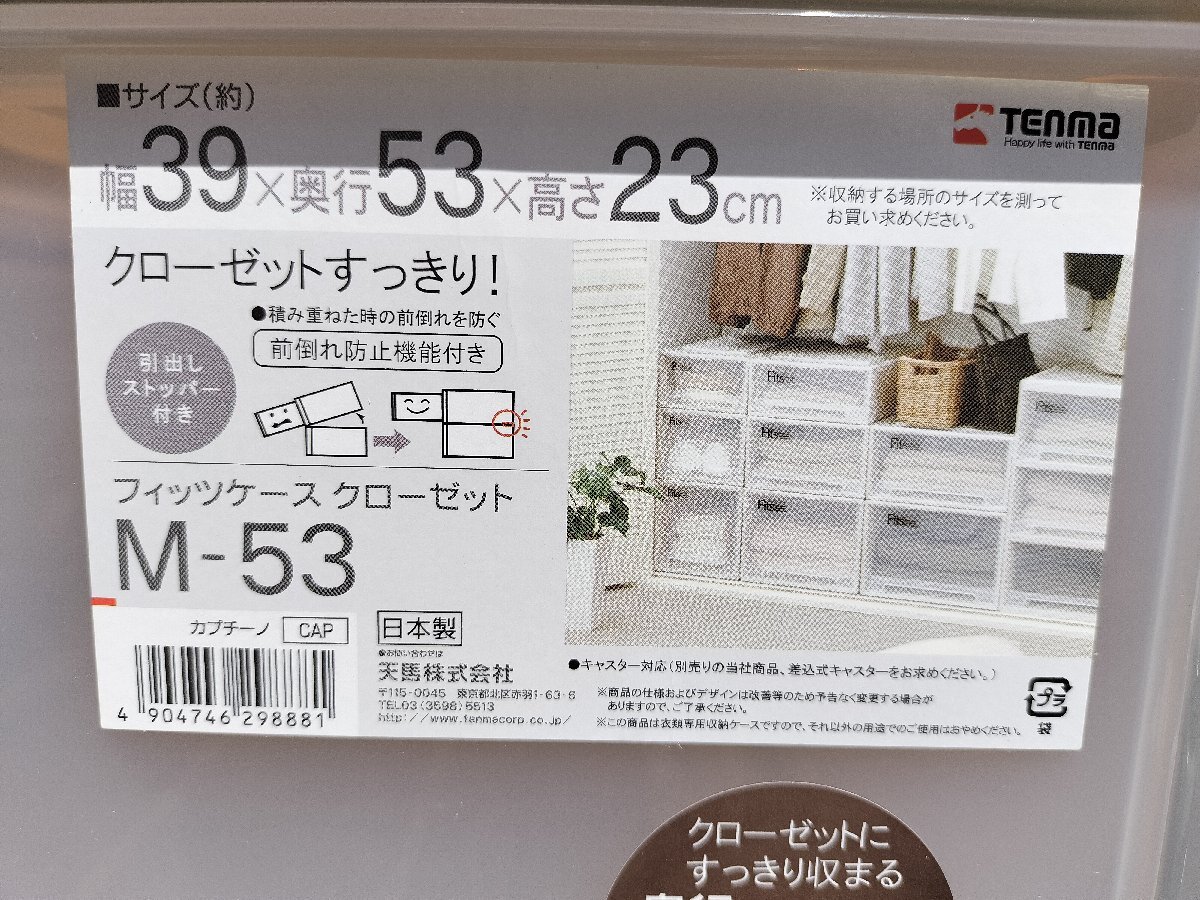 ■サイズ(約)
幅39×奥行53×高さ23cm
TENMA
Happy life with TENMA
※収納する場所のサイズを測って
お買い求めください。
クローゼットすっきり!
●積み重ねた時の前倒れを防ぐ
前倒れ防止機能付き
引出し
ストッパー
付き
フィッツケース クローゼット
M-53
カプチーノ CAP
日本製
●お問い合わせは
天馬株式会社
〒115-0045 東京都北区赤羽1-63-6
TEL03(3598)5513
http://www.tenmacorp.co.jp/
4 904746 298881
Fitsケース
●キャスター対応(別売りの当社商品、差込式キャスターをお求めください。)
※商品の仕様およびデザインは改善等のため予告なく変更する場合が
ありますので、ご了承ください。
※この商品は衣類専用収納ケースですので、それ以外の用途でのご使用はおやめください。
プラ
袋
クローゼットに
すっきり収まる